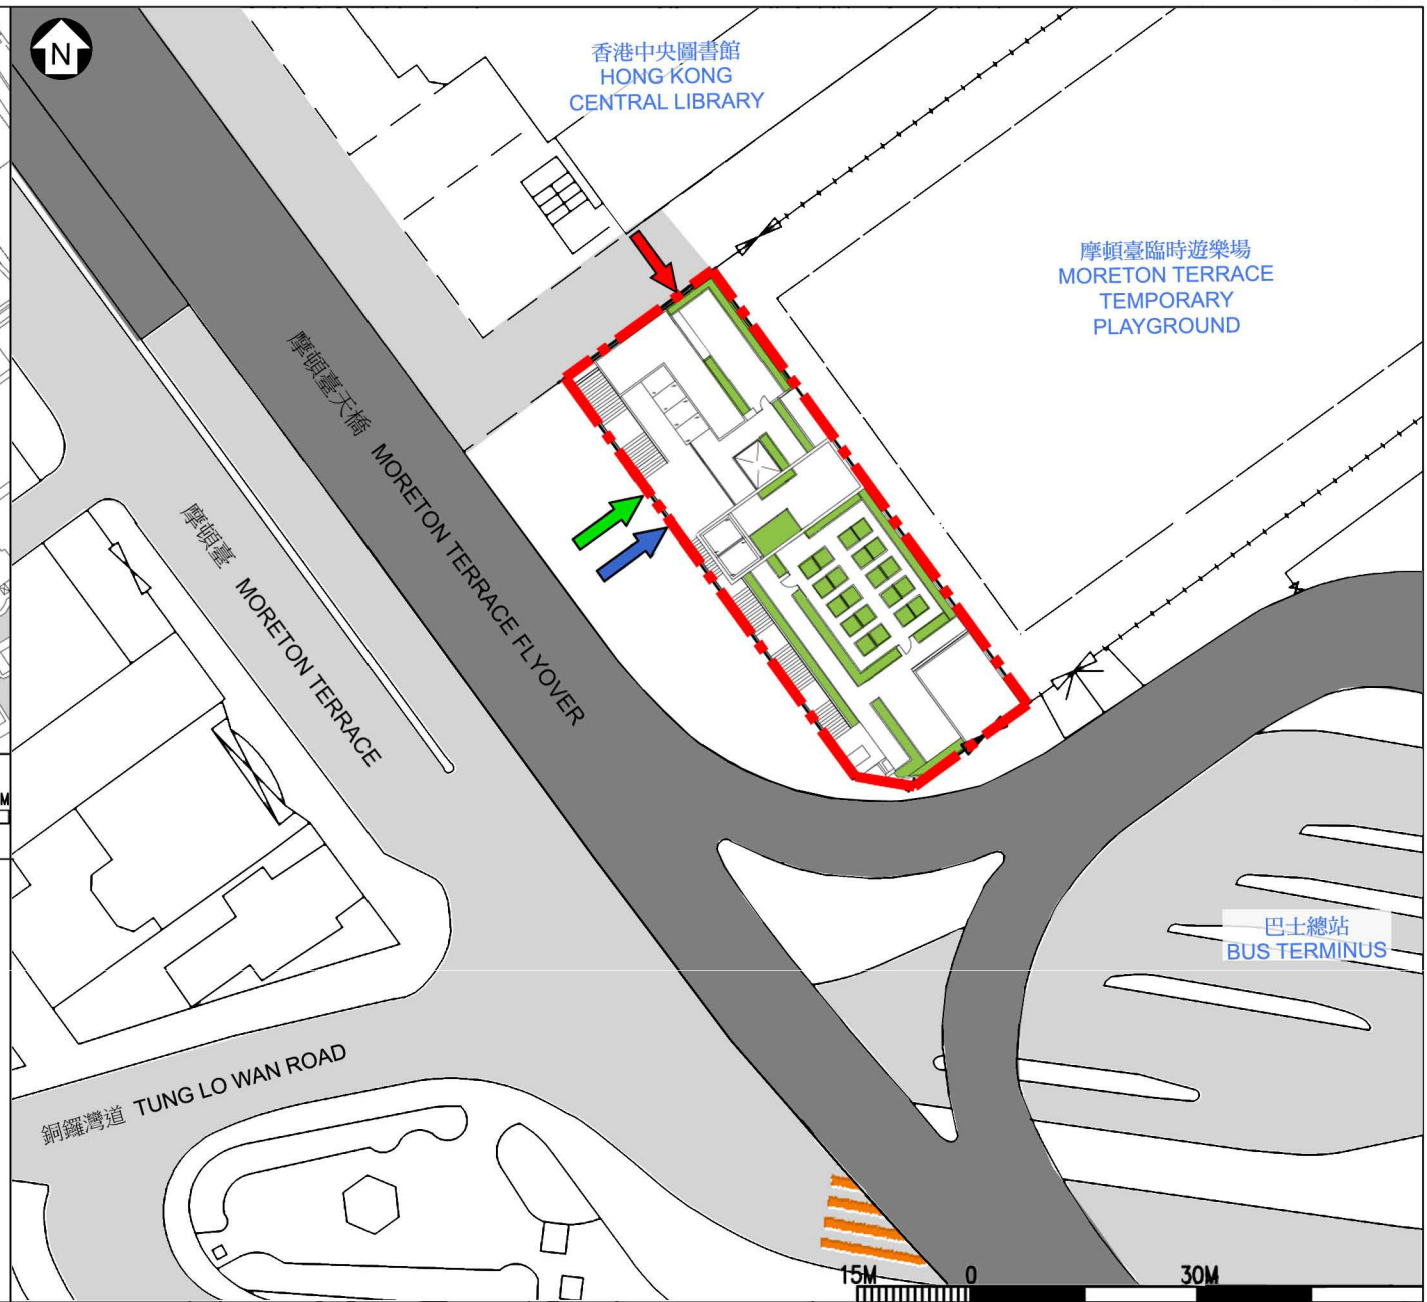 N
香港中央圖書館
HONG KONG
CENTRAL LIBRARY
摩頓臺臨時遊樂場
MORETON TERRACE
TEMPORARY
PLAYGROUND
摩頓臺天橋 MORETON TERRACE FLYOVER
摩頓臺 MORETON TERRACE
M
巴士總站
BUS TERMINUS
銅鑼灣道 TUNG LO WAN ROAD
15M 0 30M